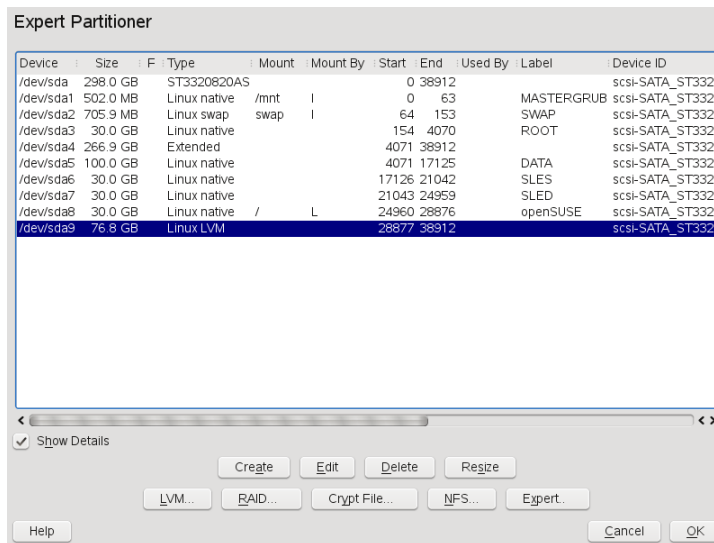 Expert Partitioner
Device Size F Type Mount Mount By Start End Used By Label Device ID
/dev/sda 298.0 GB ST3320820AS 0 38912 scsi-SATA_ST332
/dev/sda1 502.0 MB Linux native /mnt I 0 63 MASTERGRUB scsi-SATA_ST332
/dev/sda2 705.9 MB Linux swap swap I 64 153 SWAP scsi-SATA_ST332
/dev/sda3 30.0 GB Linux native 154 4070 ROOT scsi-SATA_ST332
/dev/sda4 266.9 GB Extended 4071 38912 scsi-SATA_ST332
/dev/sda5 100.0 GB Linux native 4071 17125 DATA scsi-SATA_ST332
/dev/sda6 30.0 GB Linux native 17126 21042 SLES scsi-SATA_ST332
/dev/sda7 30.0 GB Linux native 21043 24959 SLED scsi-SATA_ST332
/dev/sda8 30.0 GB Linux native / L 24960 28876 openSUSE scsi-SATA_ST332
/dev/sda9 76.8 GB Linux LVM 28877 38912 scsi-SATA_ST332
Show Details
Create Edit Delete Resize
LVM... RAID... Crypt File... NFS... Expert..
Help Cancel OK